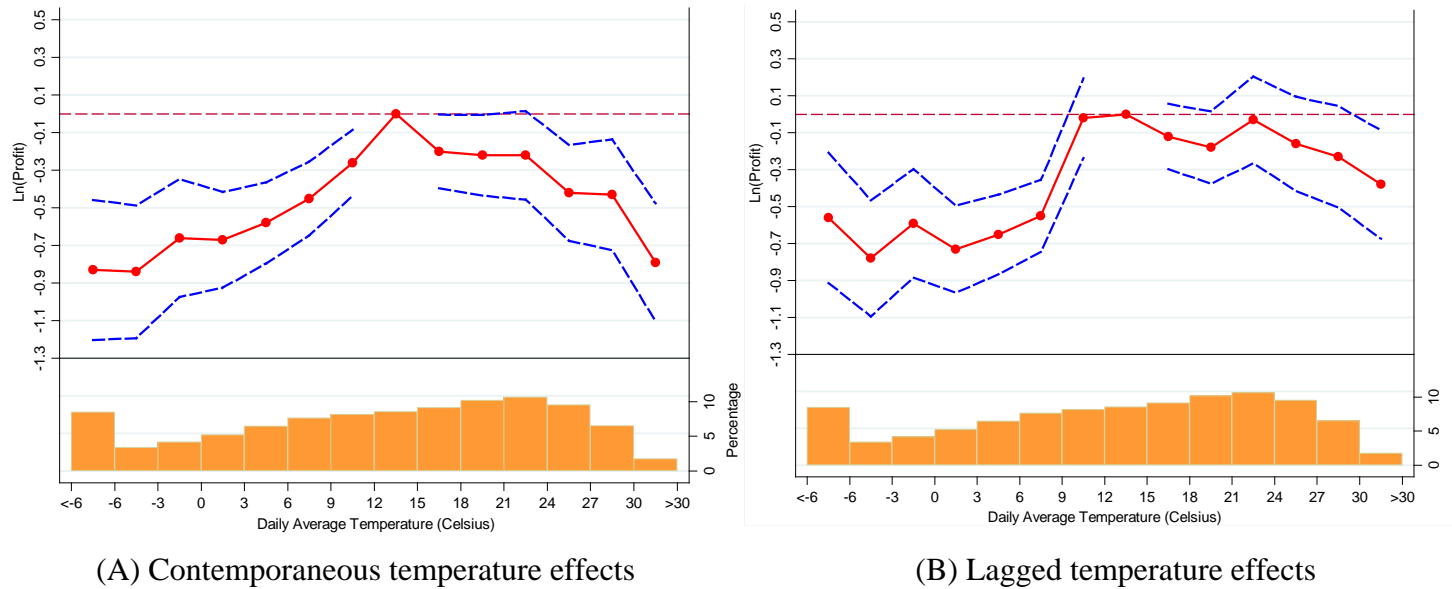 Ln(Profit)
0.5
0.3
0.1
-0.1
-0.3
-0.5
-0.7
-0.9
-1.1
-1.3
10
5
0
Percentage
<-6 -6 -3 0 3 6 9 12 15 18 21 24 27 30 >30
Daily Average Temperature (Celsius)
(A) Contemporaneous temperature effects
Ln(Profit)
0.5
0.3
0.1
-0.1
-0.3
-0.5
-0.7
-0.9
-1.1
-1.3
10
5
0
Percentage
<-6 -6 -3 0 3 6 9 12 15 18 21 24 27 30 >30
Daily Average Temperature (Celsius)
(B) Lagged temperature effects